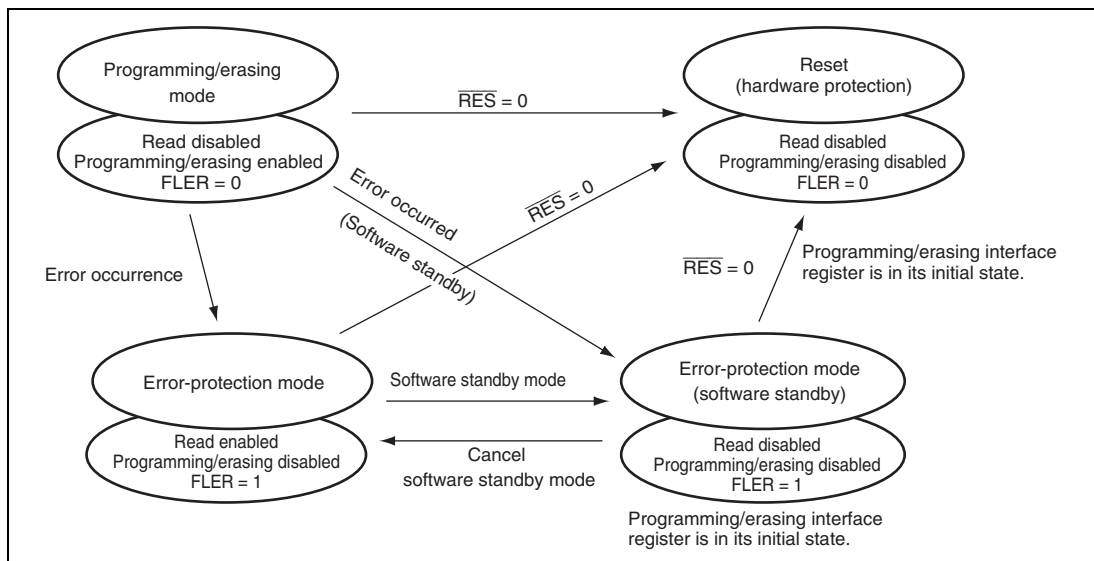 Programming/erasing
mode
Read disabled
Programming/erasing enabled
FLER = 0
R̅E̅S̅ = 0
Reset
(hardware protection)
Read disabled
Programming/erasing disabled
FLER = 0
Error occurred
(Software standby)
R̅E̅S̅ = 0
Error occurrence
R̅E̅S̅ = 0
Programming/erasing interface
register is in its initial state.
Error-protection mode
Read enabled
Programming/erasing disabled
FLER = 1
Software standby mode
Cancel
software standby mode
Error-protection mode
(software standby)
Read disabled
Programming/erasing disabled
FLER = 1
Programming/erasing interface
register is in its initial state.